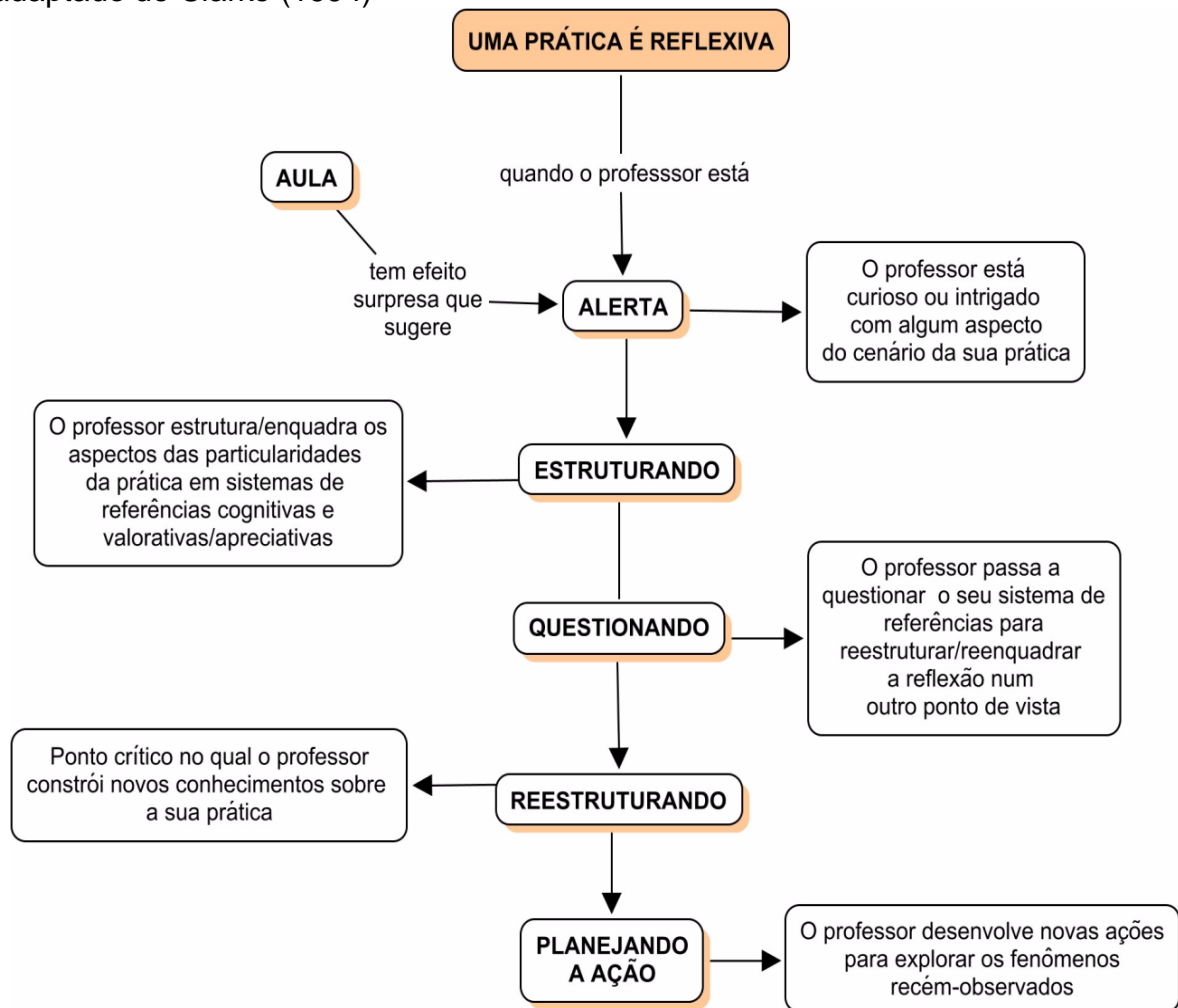 UMA PRÁTICA É REFLEXIVA
quando o professsor está
AULA
tem efeito
surpresa que
sugere
ALERTA
O professor está
curioso ou intrigado
com algum aspecto
do cenário da sua prática
O professor estrutura/enquadra os
aspectos das particularidades
da prática em sistemas de
referências cognitivas e
valorativas/apreciativas
ESTRUTURANDO
QUESTIONANDO
O professor passa a
questionar o seu sistema de
referências para
reestruturar/reenquadrar
a reflexão num
outro ponto de vista
Ponto crítico no qual o professor
constrói novos conhecimentos sobre
a sua prática
REESTRUTURANDO
PLANEJANDO
A AÇÃO
O professor desenvolve novas ações
para explorar os fenômenos
recém-observados